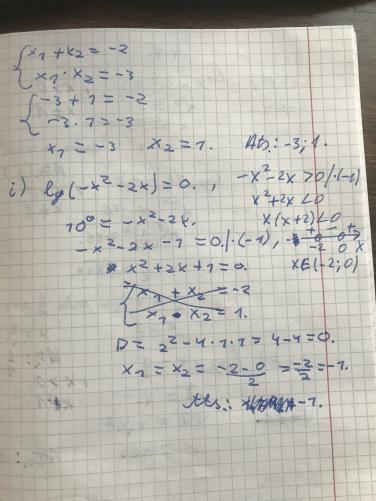 { x₁ + x₂ = -2
x₁ · x₂ = -3
{ -3 + 1 = -2
-3 · 1 = -3
x₁ = -3 x₂ = 1. Ats.: -3; 1.
i) lg(-x²-2x) = 0. , -x²-2x > 0 /·(-1)
x²+2x < 0
10⁰ = -x²-2x. x(x+2) < 0
-x²-2x-1 = 0. /·(-1), + - +
-2 0 x
x²+2x+1 = 0. x∈(-2; 0)
{ x₁ + x₂ = -2
x₁ · x₂ = 1.
D = 2²-4·1·1 = 4-4 = 0.
x₁ = x₂ = (-2-0)/2 = -2/2 = -1.
Ats.: -1.